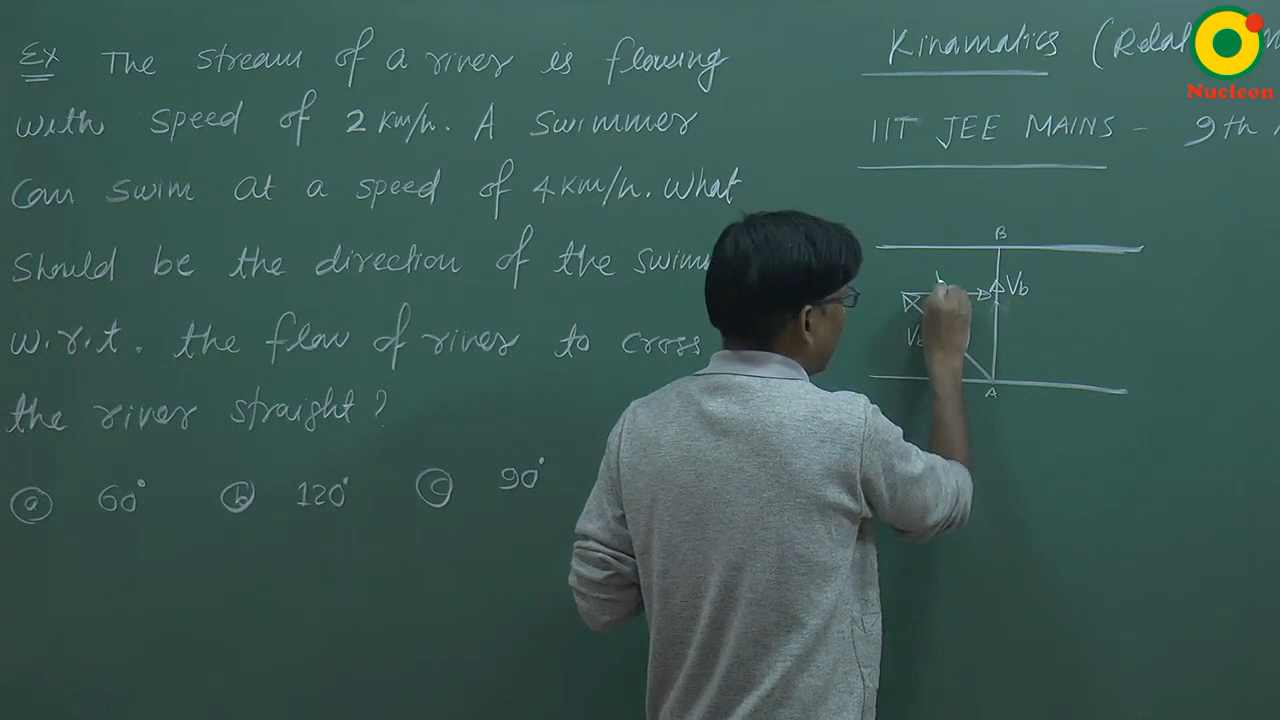 Ex The stream of a river is flowing
with speed of 2 km/h. A swimmer
can swim at a speed of 4 km/h. What
should be the direction of the swim
w.r.t. the flow of river to cross
the river straight?
(a) 60° (b) 120° (c) 90°
Kinamatics (Relat
IIT JEE MAINS - 9th
B
Vb
Vb
A
Nucleon